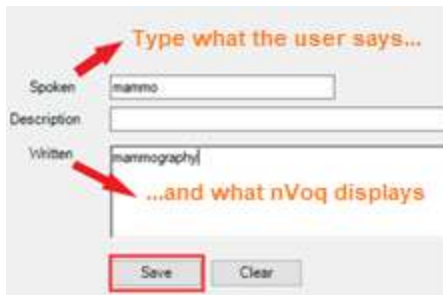 Type what the user says...
Spoken mammo
Description
Written mammography
...and what nVoq displays
Save Clear